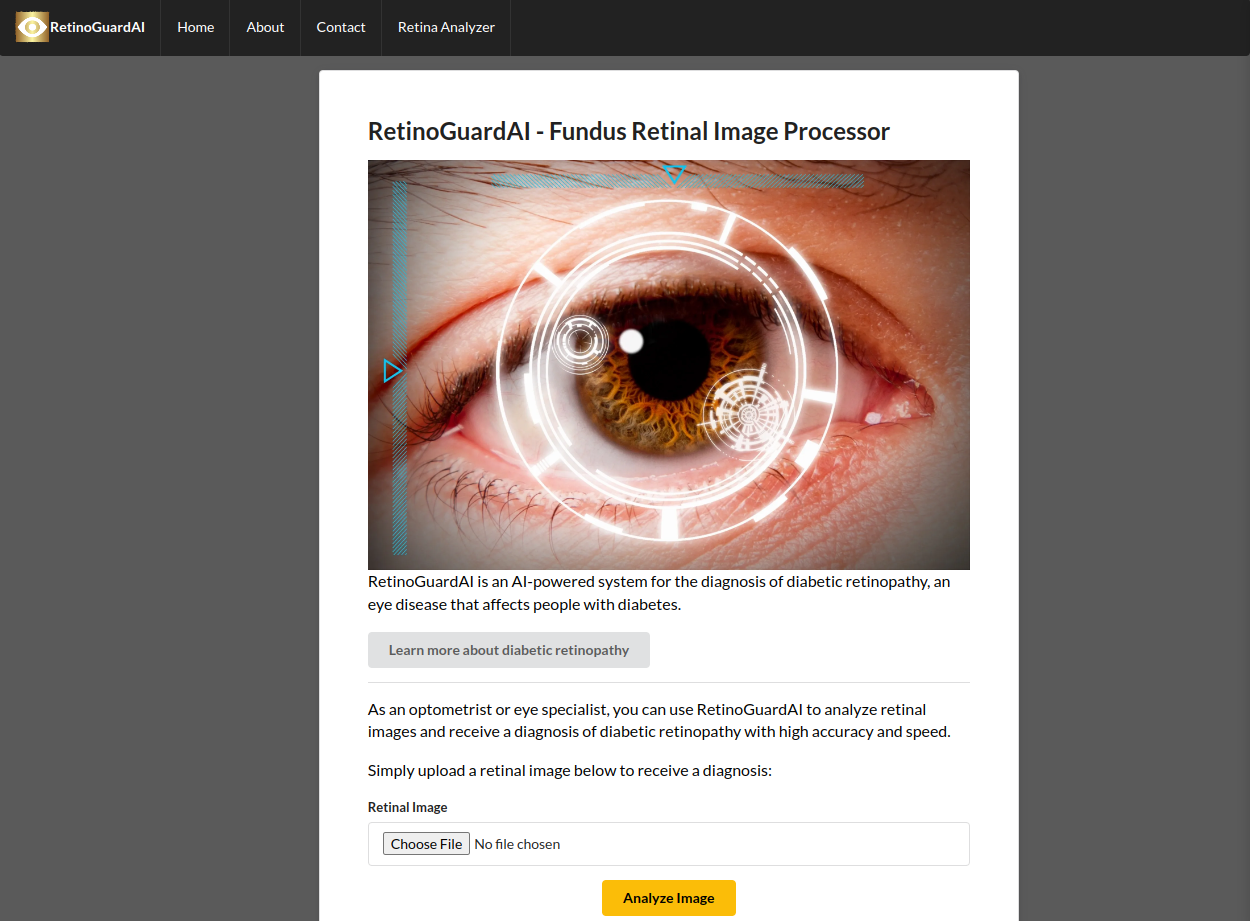 RetinoGuardAI
Home
About
Contact
Retina Analyzer
RetinoGuardAI - Fundus Retinal Image Processor
RetinoGuardAI is an AI-powered system for the diagnosis of diabetic retinopathy, an
eye disease that affects people with diabetes.
Learn more about diabetic retinopathy
As an optometrist or eye specialist, you can use RetinoGuardAI to analyze retinal
images and receive a diagnosis of diabetic retinopathy with high accuracy and speed.
Simply upload a retinal image below to receive a diagnosis:
Retinal Image
Choose File No file chosen
Analyze Image